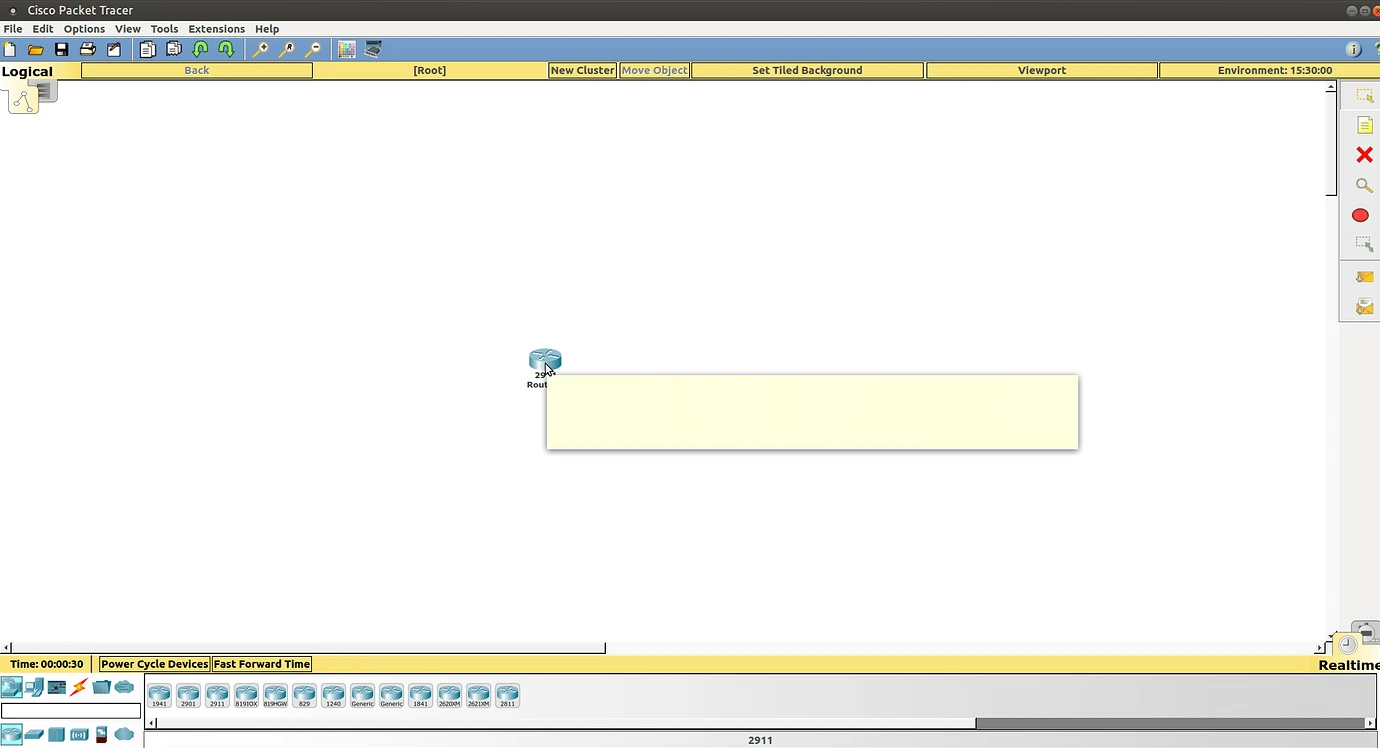 Cisco Packet Tracer
File Edit Options View Tools Extensions Help
Logical Back [Root] New Cluster Move Object Set Tiled Background Viewport Environment: 15:30:00
Time: 00:00:30 Power Cycle Devices Fast Forward Time
Realtime
1941 2901 2911 819IOX 819HGW 829 1240 Generic Generic 1841 2620XM 2621XM 2811
2911